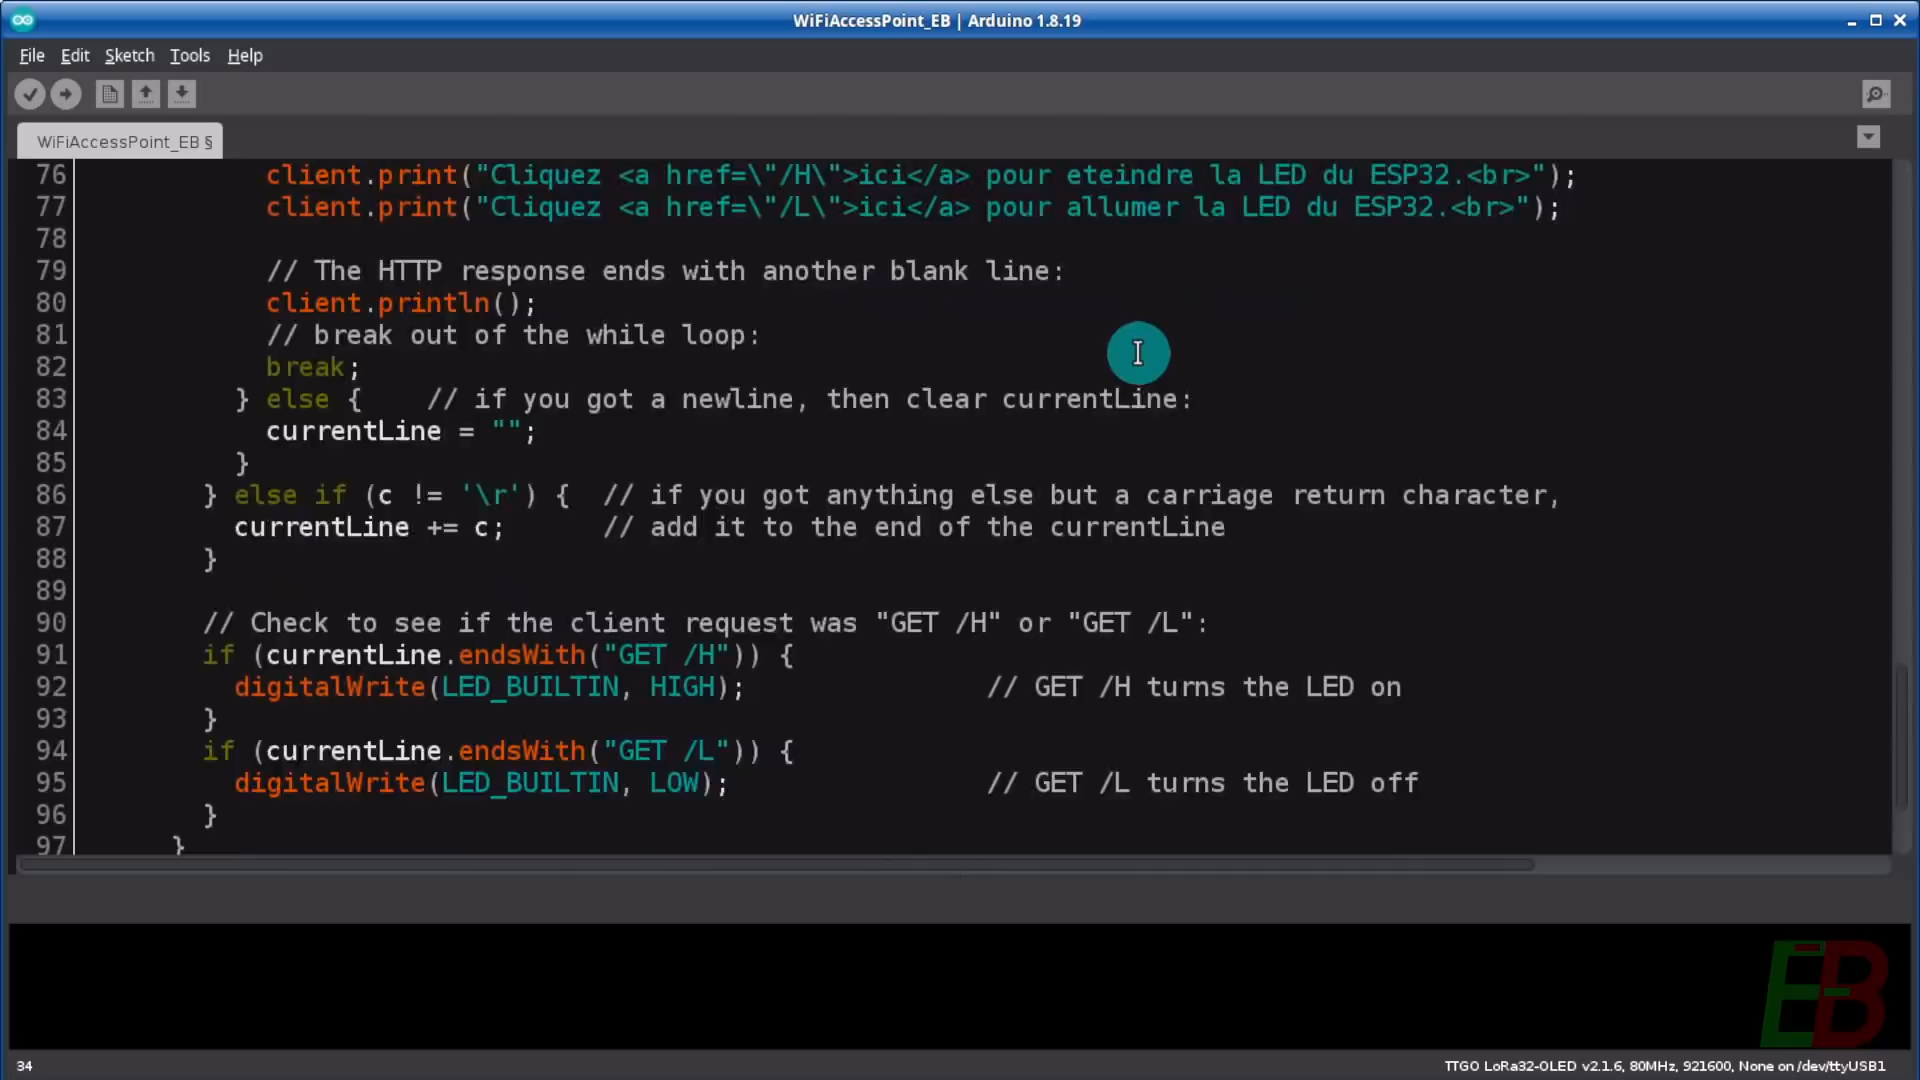 WiFiAccessPoint_EB | Arduino 1.8.19
File Edit Sketch Tools Help
WiFiAccessPoint_EB §
76 client.print("Cliquez <a href=\"/H\">ici</a> pour eteindre la LED du ESP32.<br>");
77 client.print("Cliquez <a href=\"/L\">ici</a> pour allumer la LED du ESP32.<br>");
78
79 // The HTTP response ends with another blank line:
80 client.println();
81 // break out of the while loop:
82 break;
83 } else {    // if you got a newline, then clear currentLine:
84 currentLine = "";
85 }
86 } else if (c != '\r') {  // if you got anything else but a carriage return character,
87 currentLine += c;      // add it to the end of the currentLine
88 }
89
90 // Check to see if the client request was "GET /H" or "GET /L":
91 if (currentLine.endsWith("GET /H")) {
92 digitalWrite(LED_BUILTIN, HIGH);               // GET /H turns the LED on
93 }
94 if (currentLine.endsWith("GET /L")) {
95 digitalWrite(LED_BUILTIN, LOW);                // GET /L turns the LED off
96 }
97 }
EB
34 TTGO LoRa32-OLED v2.1.6, 80MHz, 921600, None on /dev/ttyUSB1